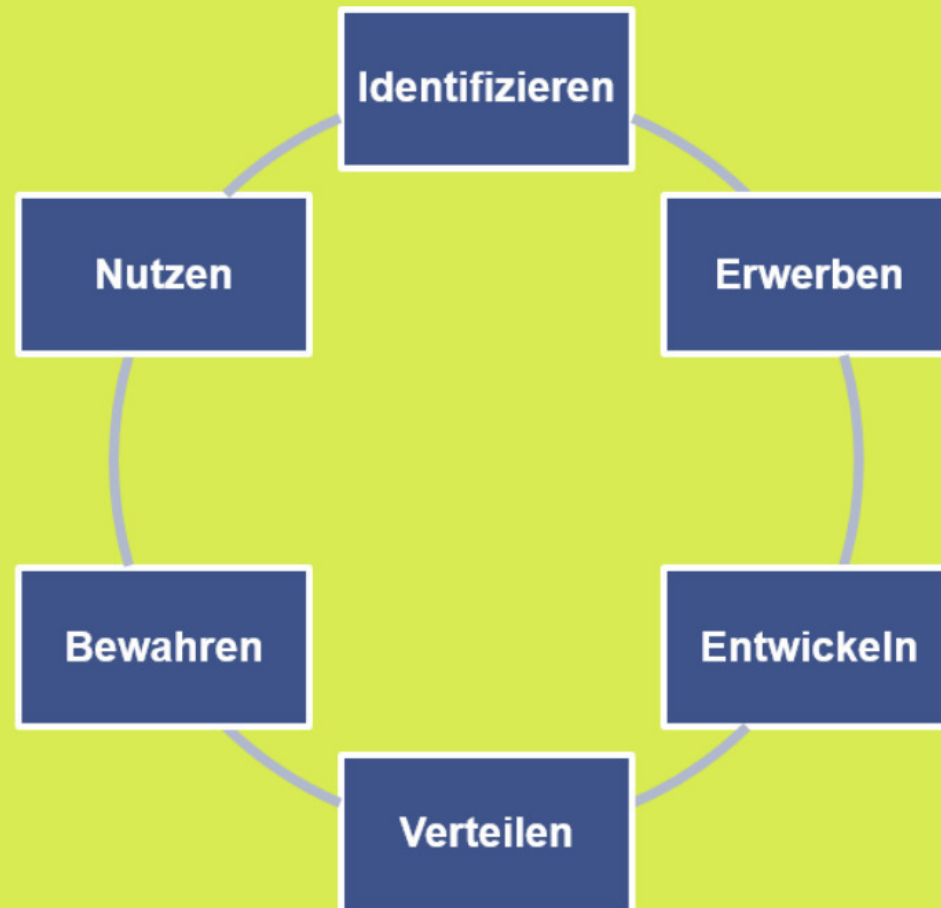 Identifizieren
Nutzen
Erwerben
Bewahren
Entwickeln
Verteilen